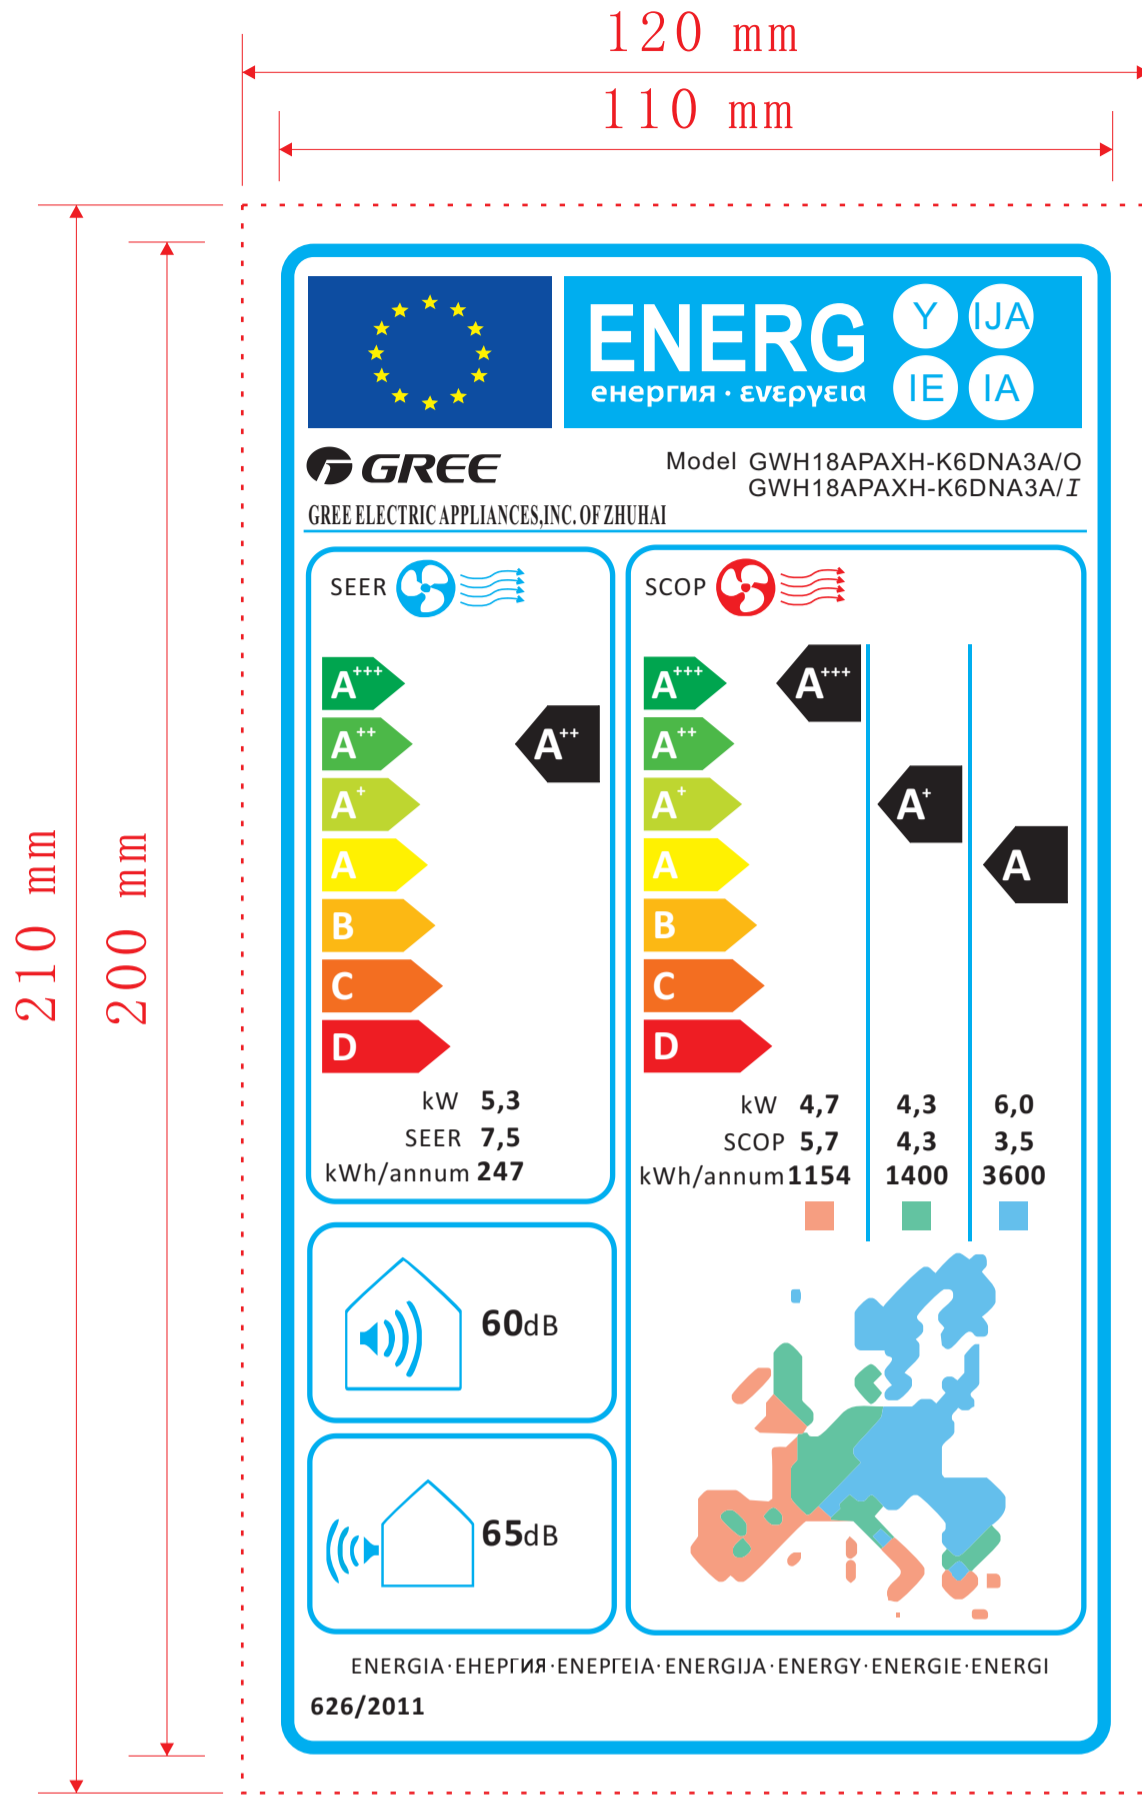 120 mm
110 mm
210 mm
200 mm
ENERG
Y IJA
IE IA
енергия · ενεργεια
GREE
Model GWH18APAXH-K6DNA3A/O
GWH18APAXH-K6DNA3A/I
GREE ELECTRIC APPLIANCES,INC. OF ZHUHAI
SEER
A+++
A++
A+
A
B
C
D
A++
kW 5,3
SEER 7,5
kWh/annum 247
SCOP
A+++
A++
A+
A
B
C
D
A+++
A+
A
kW 4,7 4,3 6,0
SCOP 5,7 4,3 3,5
kWh/annum 1154 1400 3600
60dB
65dB
ENERGIA·ЕНЕРГИЯ·ΕΝΕΡΓΕΙΑ·ENERGIJA·ENERGY·ENERGIE·ENERGI
626/2011